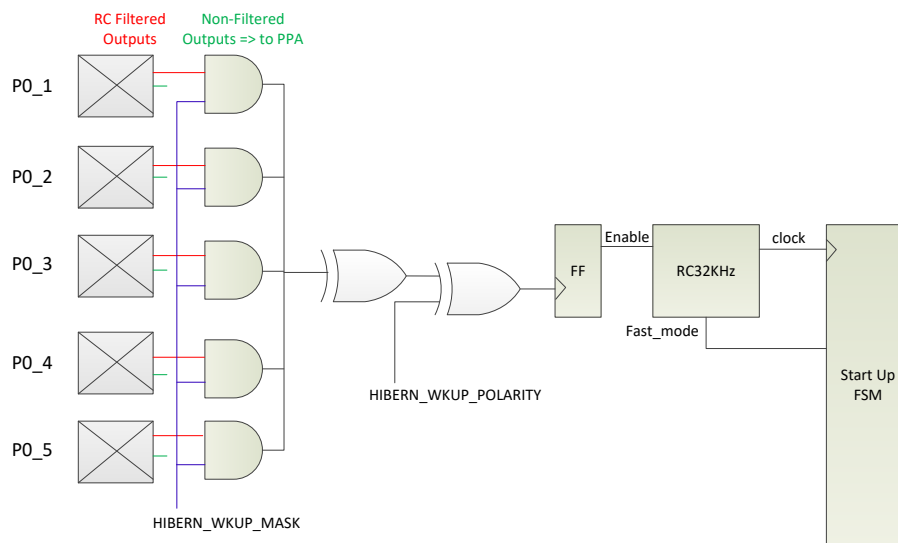 RC Filtered
Outputs
Non-Filtered
Outputs => to PPA
P0_1
P0_2
P0_3
P0_4
P0_5
HIBERN_WKUP_MASK
HIBERN_WKUP_POLARITY
FF
Enable
RC32KHz
clock
Fast_mode
Start Up
FSM